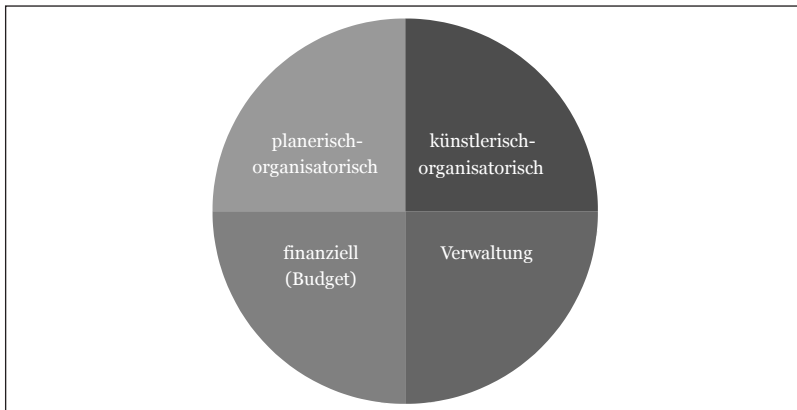 planerisch-
organisatorisch
künstlerisch-
organisatorisch
finanziell
(Budget)
Verwaltung